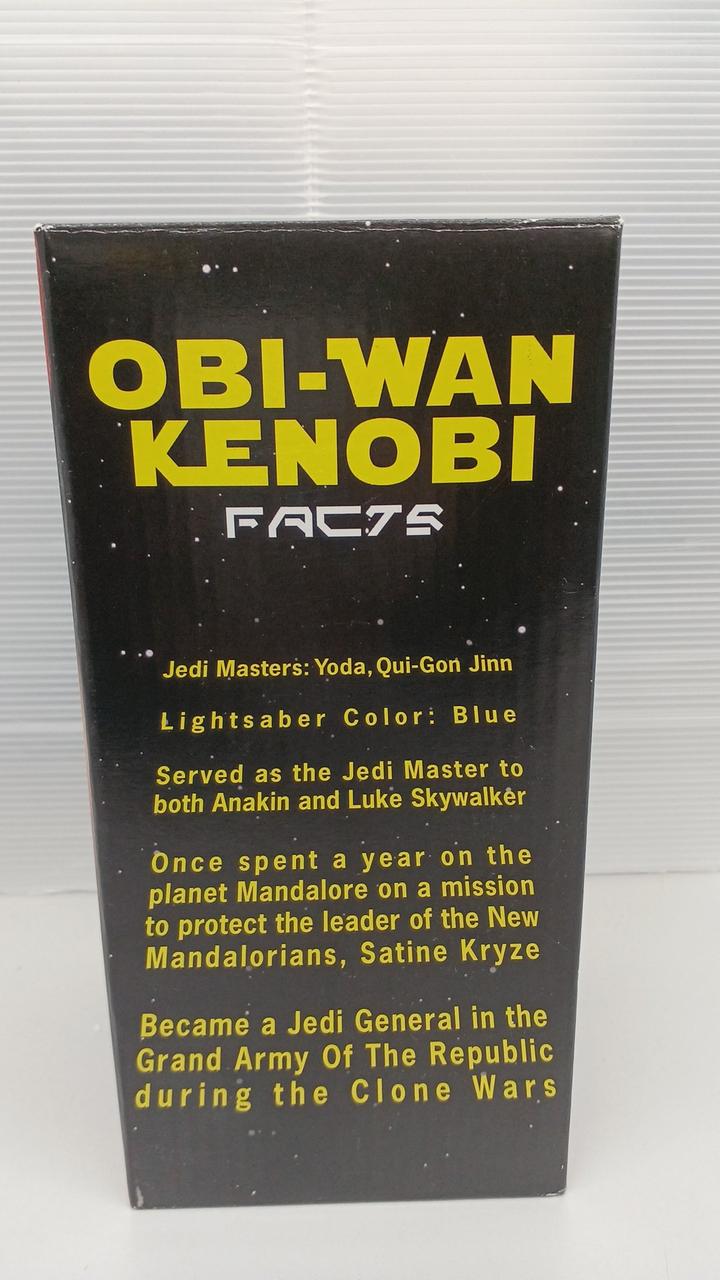 OBI-WAN
KENOBI
FACTS
Jedi Masters: Yoda, Qui-Gon Jinn
Lightsaber Color: Blue
Served as the Jedi Master to
both Anakin and Luke Skywalker
Once spent a year on the
planet Mandalore on a mission
to protect the leader of the New
Mandalorians, Satine Kryze
Became a Jedi General in the
Grand Army Of The Republic
during the Clone Wars